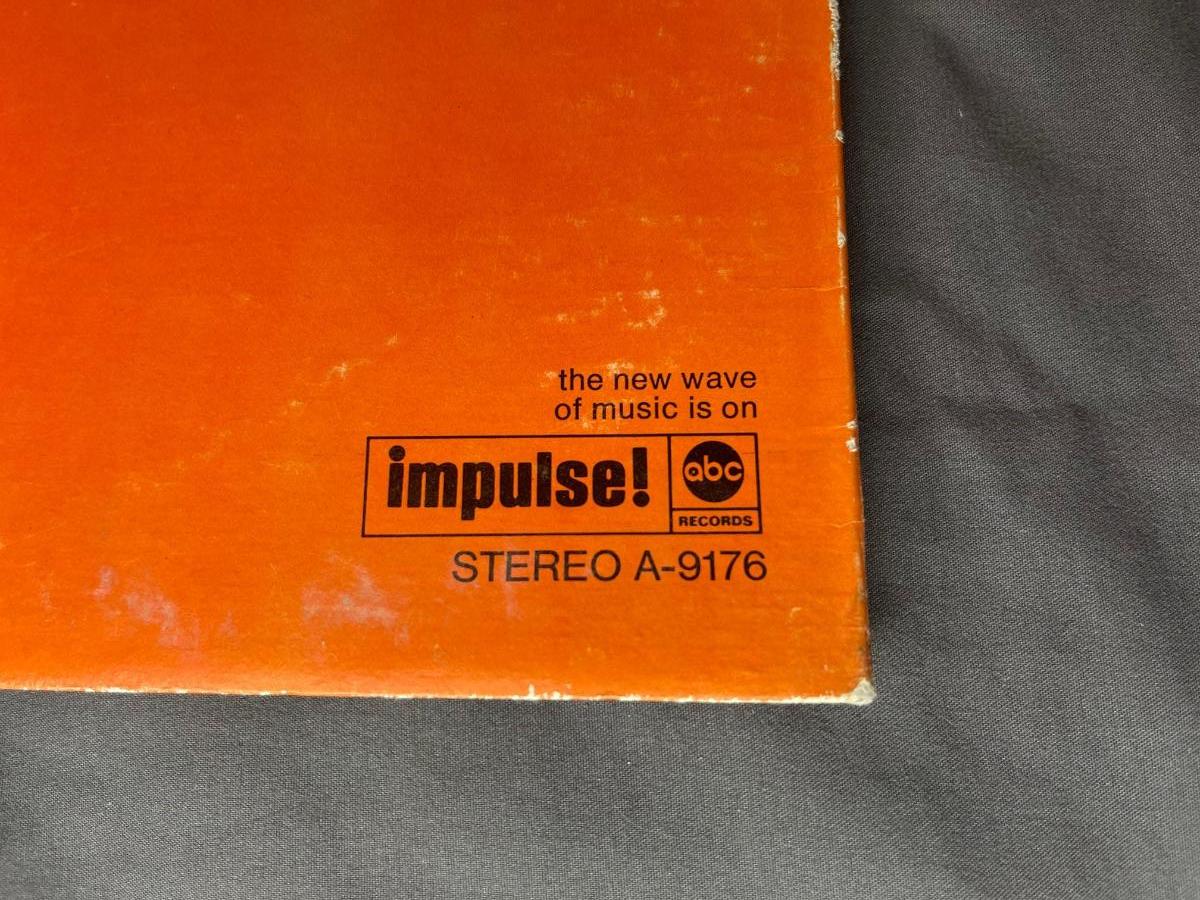 the new wave
of music is on
impulse!
abc
RECORDS
STEREO A-9176